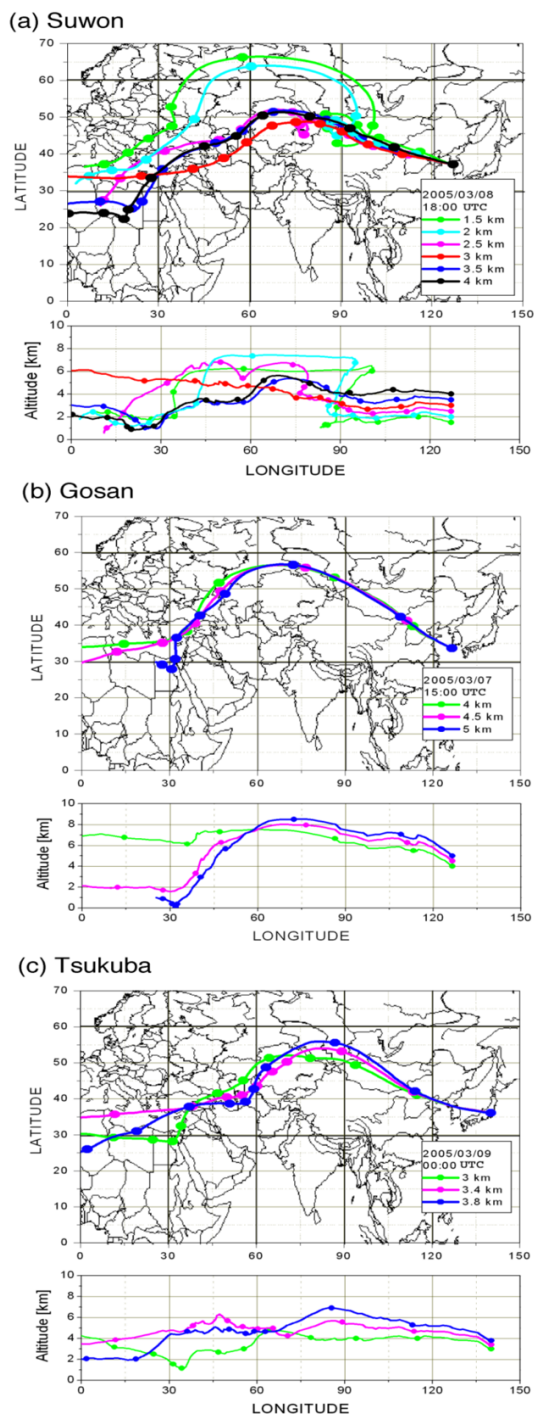 (a) Suwon
70
60
50
40
30
20
10
0
LATITUDE
2005/03/08
18:00 UTC
1.5 km
2 km
2.5 km
3 km
3.5 km
4 km
0 15 30 45 60 75 90 105 120 135 150
10
8
6
4
2
0
Altitude [km]
0 30 60 90 120 150
LONGITUDE
(b) Gosan
70
60
50
40
30
20
10
0
LATITUDE
2005/03/07
15:00 UTC
4 km
4.5 km
5 km
0 30 60 90 120 150
10
8
6
4
2
0
Altitude [km]
0 30 60 90 120 150
LONGITUDE
(c) Tsukuba
70
60
50
40
30
20
10
0
LATITUDE
2005/03/09
00:00 UTC
3 km
3.4 km
3.8 km
0 30 60 90 120 150
10
8
6
4
2
0
Altitude [km]
0 30 60 90 120 150
LONGITUDE